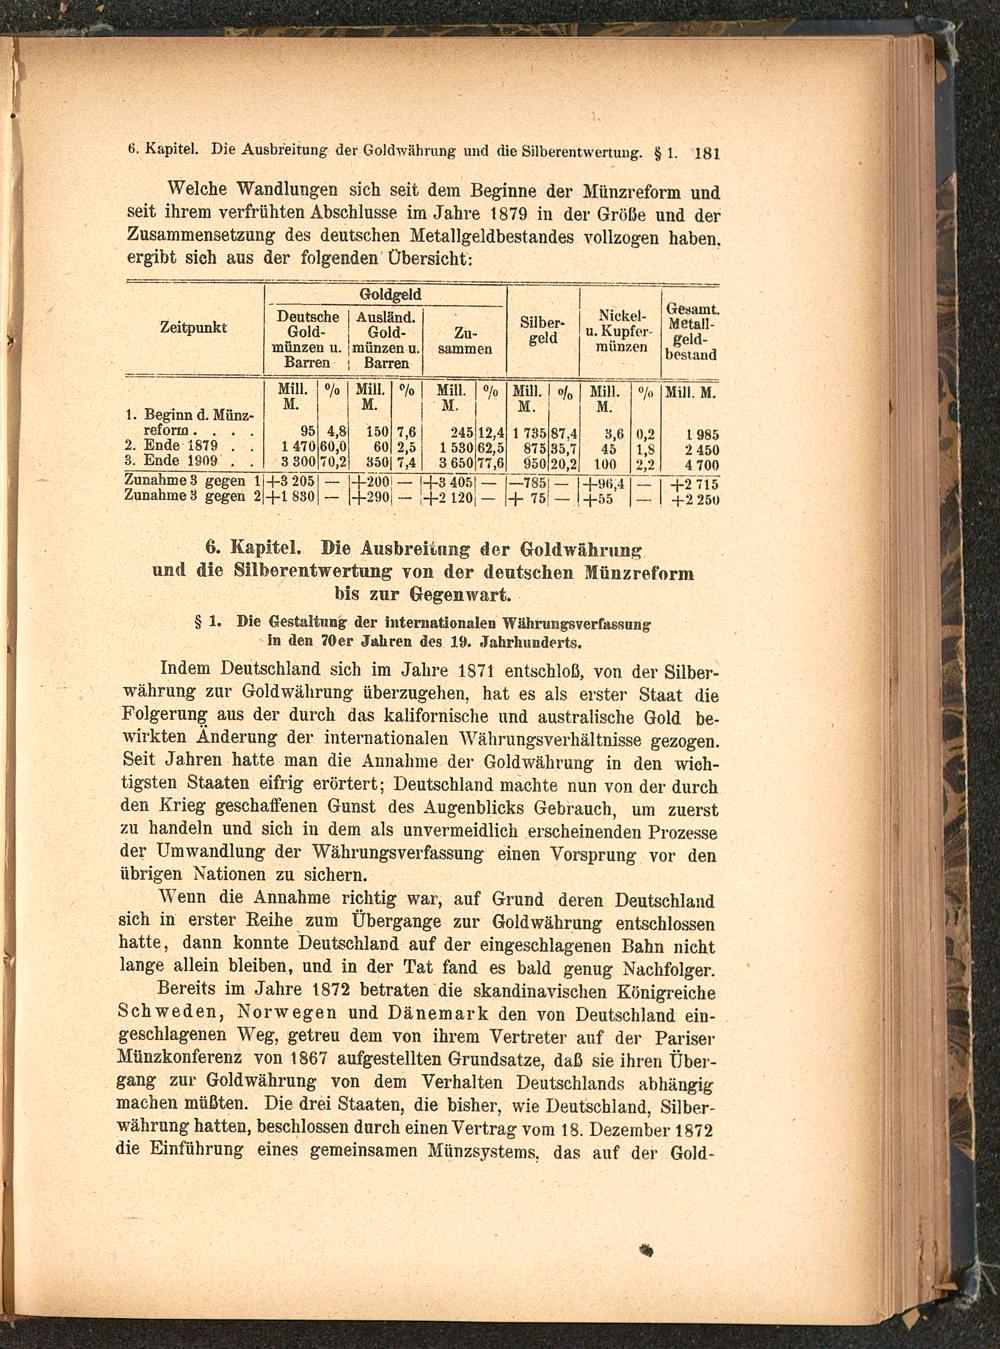 6. Kapitel. Die Ausbreitung der Goldwährung und die Silberentwertung. § 1. 181
Welche Wandlungen sich seit dem Beginne der Münzreform und
seit ihrem verfrühten Abschlusse im Jahre 1879 in der Größe und der
Zusammensetzung des deutschen Metallgeldbestandes vollzogen haben,
ergibt sich aus der folgenden Übersicht:
Zeitpunkt
Goldgeld
Deutsche Gold-
münzen u.
Barren
Ausländ.
Gold-
münzen u.
Barren
Zu-
sammen
Silber-
geld
Nickel-
u. Kupfer-
münzen
Gesamt.
Metall-
geld-
bestand
Mill. M. % Mill. M. % Mill. M. % Mill. M. % Mill. M. % Mill. M.
1. Beginn d. Münz-
reform . . . . 95 4,8 150 7,6 245 12,4 1 735 87,4 3,6 0,2 1 985
2. Ende 1879 . . 1 470 60,0 60 2,5 1 530 62,5 875 35,7 45 1,8 2 450
3. Ende 1909 . . 3 300 70,2 350 7,4 3 650 77,6 950 20,2 100 2,2 4 700
Zunahme 3 gegen 1 +3 205 — +200 — +3 405 — —785 — +96,4 — +2 715
Zunahme 3 gegen 2 +1 830 — +290 — +2 120 — + 75 — +55 — +2 250
6. Kapitel. Die Ausbreitung der Goldwährung
und die Silberentwertung von der deutschen Münzreform
bis zur Gegenwart.
§ 1. Die Gestaltung der internationalen Währungsverfassung
in den 70er Jahren des 19. Jahrhunderts.
Indem Deutschland sich im Jahre 1871 entschloß, von der Silber-
währung zur Goldwährung überzugehen, hat es als erster Staat die
Folgerung aus der durch das kalifornische und australische Gold be-
wirkten Änderung der internationalen Währungsverhältnisse gezogen.
Seit Jahren hatte man die Annahme der Goldwährung in den wich-
tigsten Staaten eifrig erörtert; Deutschland machte nun von der durch
den Krieg geschaffenen Gunst des Augenblicks Gebrauch, um zuerst
zu handeln und sich in dem als unvermeidlich erscheinenden Prozesse
der Umwandlung der Währungsverfassung einen Vorsprung vor den
übrigen Nationen zu sichern.
Wenn die Annahme richtig war, auf Grund deren Deutschland
sich in erster Reihe zum Übergange zur Goldwährung entschlossen
hatte, dann konnte Deutschland auf der eingeschlagenen Bahn nicht
lange allein bleiben, und in der Tat fand es bald genug Nachfolger.
Bereits im Jahre 1872 betraten die skandinavischen Königreiche
Schweden, Norwegen und Dänemark den von Deutschland ein-
geschlagenen Weg, getreu dem von ihrem Vertreter auf der Pariser
Münzkonferenz von 1867 aufgestellten Grundsatze, daß sie ihren Über-
gang zur Goldwährung von dem Verhalten Deutschlands abhängig
machen müßten. Die drei Staaten, die bisher, wie Deutschland, Silber-
währung hatten, beschlossen durch einen Vertrag vom 18. Dezember 1872
die Einführung eines gemeinsamen Münzsystems, das auf der Gold-